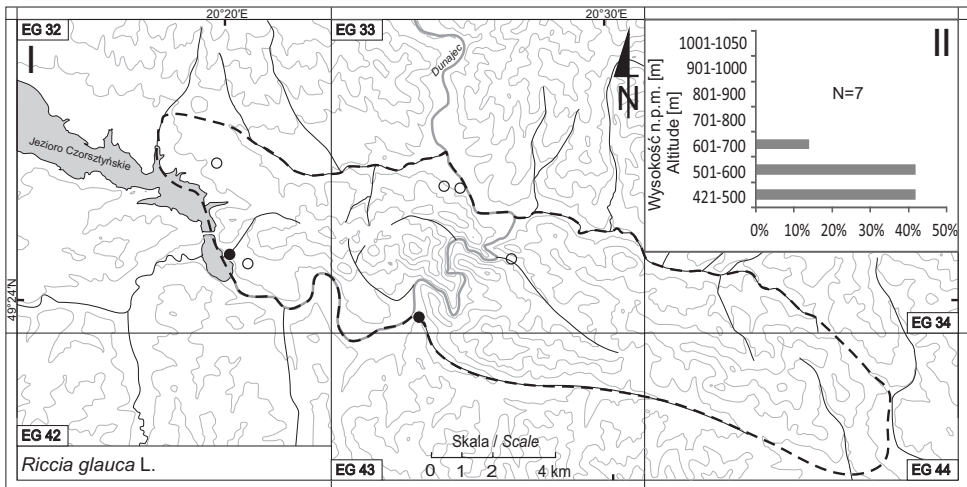 20°20'E
20°30'E
EG 32
EG 33
I
II
Dunajec
N
Jezioro Czorsztyńskie
49°24'N
Wysokość n.p.m. [m]
Altitude [m]
1001-1050
901-1000
801-900
701-800
601-700
501-600
421-500
N=7
0% 10% 20% 30% 40% 50%
EG 34
EG 42
Riccia glauca L.
Skala / Scale
0 1 2 4 km
EG 43
EG 44